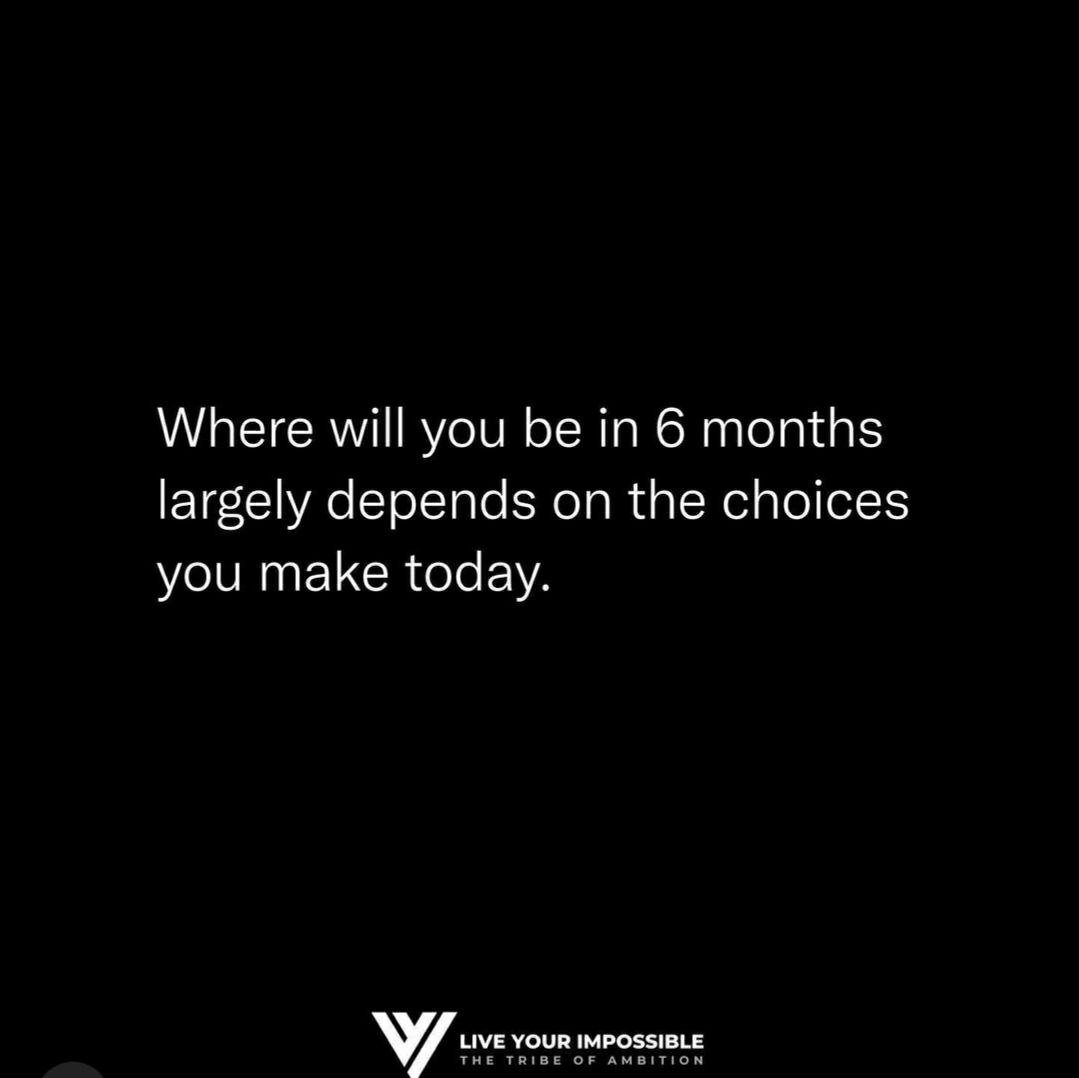 Where will you be in 6 months
largely depends on the choices
you make today.
LIVE YOUR IMPOSSIBLE
THE TRIBE OF AMBITION